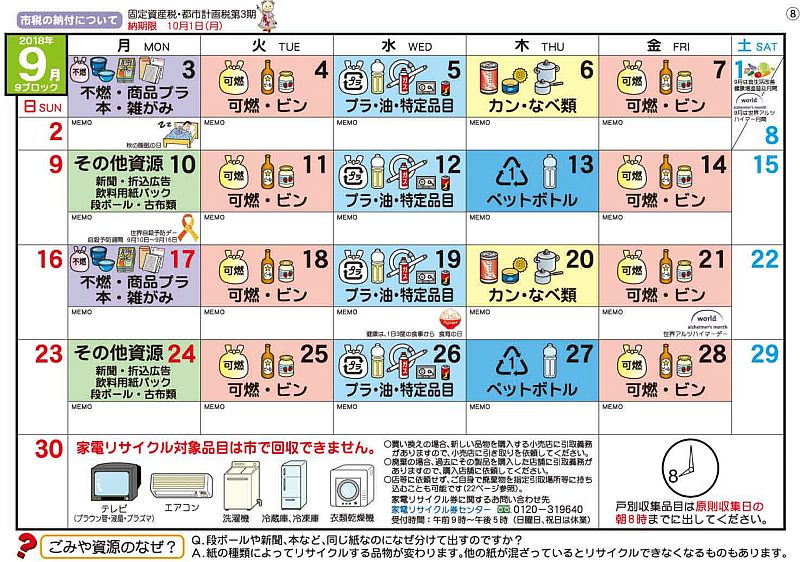 市税の納付について
固定資産税・都市計画税第3期
納期限 10月1日(月)
⑧
2018年
9月
9ブロック
月 MON
火 TUE
水 WED
木 THU
金 FRI
土 SAT
日 SUN
不燃
3
不燃・商品プラ
本・雑がみ
可燃
4
可燃・ビン
プラ
5
プラ・油・特定品目
6
カン・なべ類
可燃
7
可燃・ビン
1
9月は食生活改善
健康増進普及月間
world
alzheimer's month
9月は世界アルツ
ハイマー月間
8
2
MEMO
秋の睡眠の日
MEMO
MEMO
MEMO
MEMO
9
その他資源 10
新聞・折込広告
飲料用紙パック
段ボール・古布類
可燃
11
可燃・ビン
プラ
12
プラ・油・特定品目
1
13
ペットボトル
可燃
14
可燃・ビン
15
MEMO
世界自殺予防デー
自殺予防週間 9月10日〜9月16日
MEMO
MEMO
MEMO
MEMO
16
不燃
17
不燃・商品プラ
本・雑がみ
可燃
18
可燃・ビン
プラ
19
プラ・油・特定品目
20
カン・なべ類
可燃
21
可燃・ビン
22
MEMO
MEMO
MEMO
健康は、1日3度の食事から 食育の日
MEMO
MEMO
world
alzheimer's month
世界アルツハイマーデー
23
その他資源 24
新聞・折込広告
飲料用紙パック
段ボール・古布類
可燃
25
可燃・ビン
プラ
26
プラ・油・特定品目
1
27
ペットボトル
可燃
28
可燃・ビン
29
MEMO
MEMO
MEMO
MEMO
MEMO
30
家電リサイクル対象品目は市で回収できません。
テレビ
(ブラウン管・液晶・プラズマ)
エアコン
洗濯機
冷蔵庫、冷凍庫
衣類乾燥機
○買い換えの場合、新しい品物を購入する小売店に引取義務
がありますので、小売店に引き取りを依頼してください。
○廃棄の場合、過去にその製品を購入した店舗に引取義務が
ありますので、購入店舗に依頼してください。
○店等に依頼せず、ご自身で廃棄物を指定引取場所等に持ち
込むことも可能です(22ページ参照)。
家電リサイクル券に関するお問い合わせ先
家電リサイクル券センター 0120-319640
受付時間:午前9時〜午後5時(日曜日、祝日は休業)
8
戸別収集品目は原則収集日の
朝8時までに出してください。
ごみや資源のなぜ?
Q.段ボールや新聞、本など、同じ紙なのになぜ分けて出すのですか?
A.紙の種類によってリサイクルする品物が変わります。他の紙が混ざっているとリサイクルできなくなるものもあります。